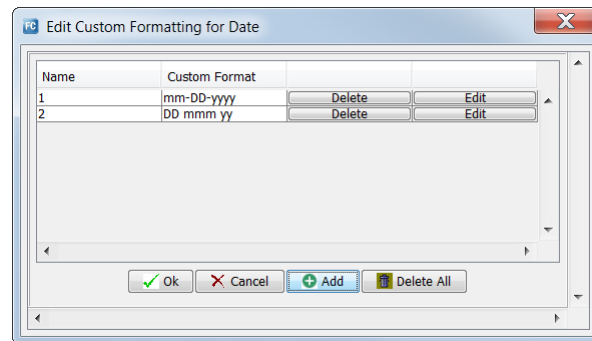 FC Edit Custom Formatting for Date X
Name Custom Format
1 mm-DD-yyyy Delete Edit
2 DD mmm yy Delete Edit
Ok Cancel Add Delete All